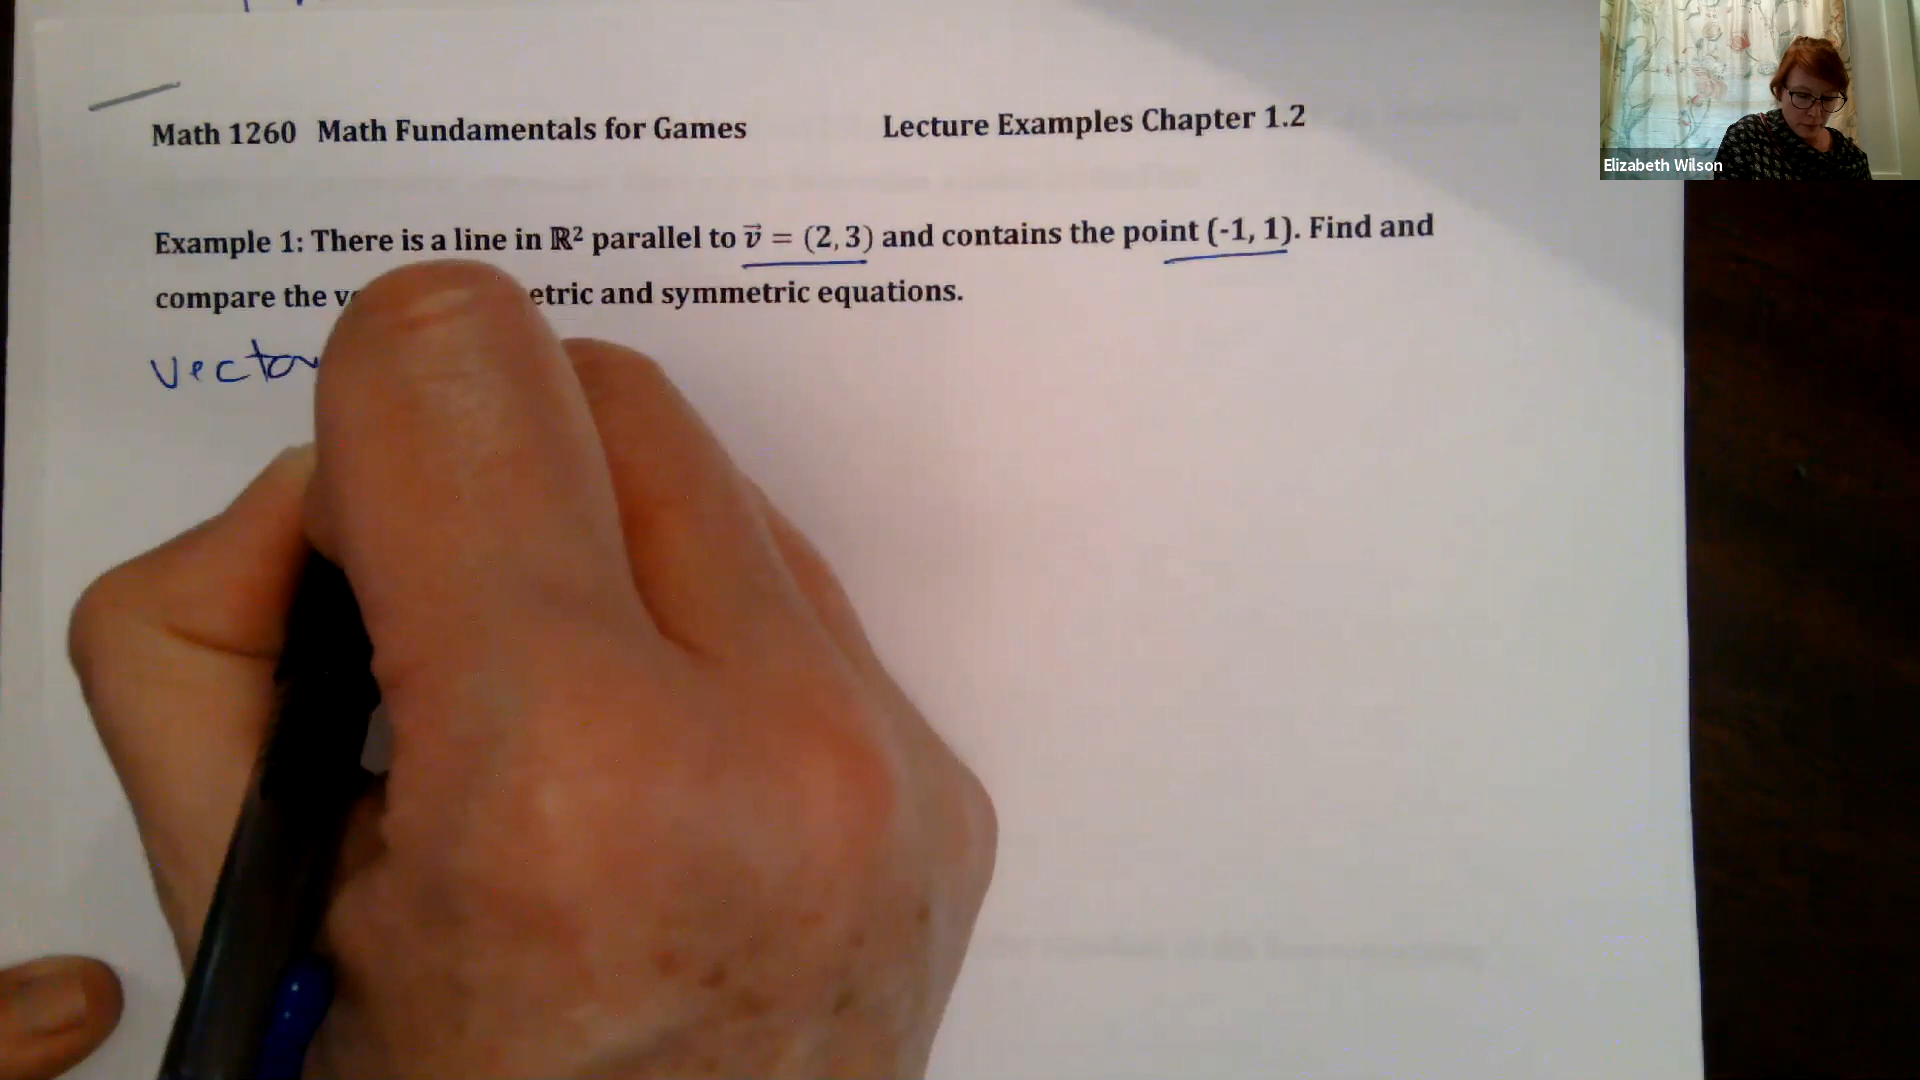 Math 1260 Math Fundamentals for Games Lecture Examples Chapter 1.2
Elizabeth Wilson
Example 1: There is a line in ℝ² parallel to v⃗ = (2, 3) and contains the point (-1, 1). Find and
compare the etric and symmetric equations.
vector